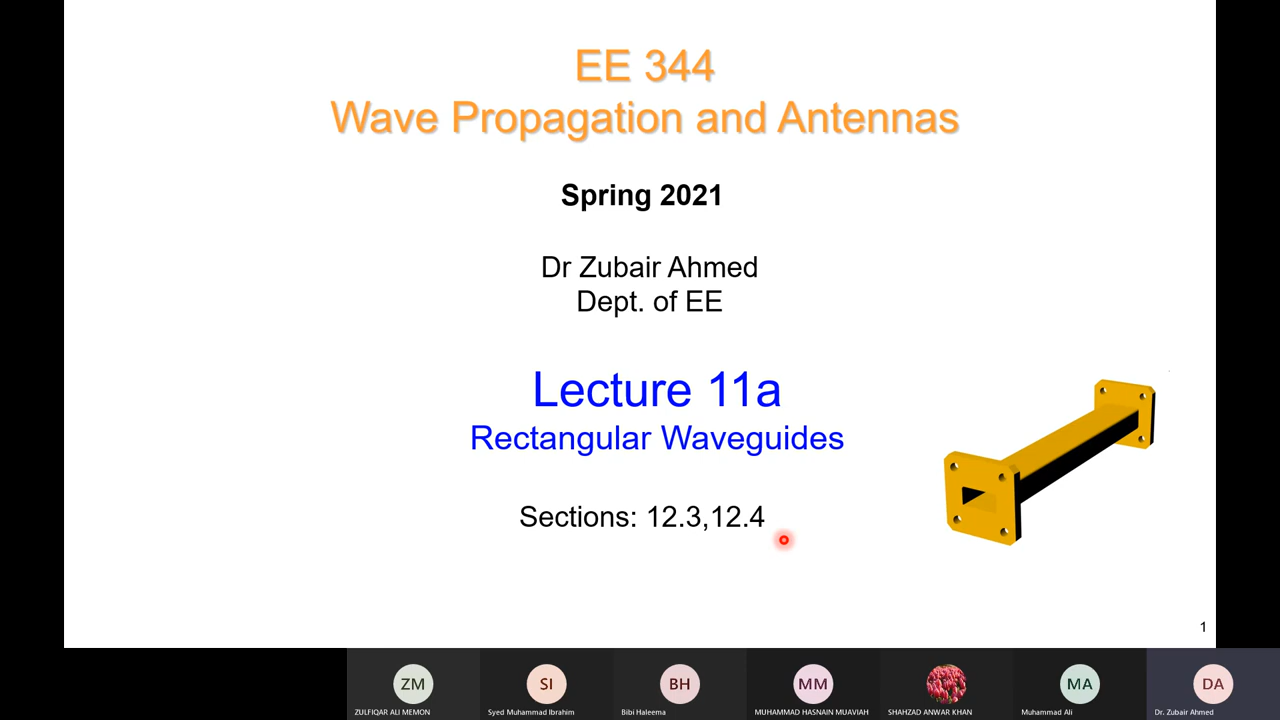 EE 344
Wave Propagation and Antennas
Spring 2021
Dr Zubair Ahmed
Dept. of EE
Lecture 11a
Rectangular Waveguides
Sections: 12.3,12.4
1
ZM
SI
BH
MM
MA
DA
ZULFIQAR ALI MEMON
Syed Muhammad Ibrahim
Bibi Haleema
MUHAMMAD HASNAIN MUAVIAH
SHAHZAD ANWAR KHAN
Muhammad Ali
Dr. Zubair Ahmed